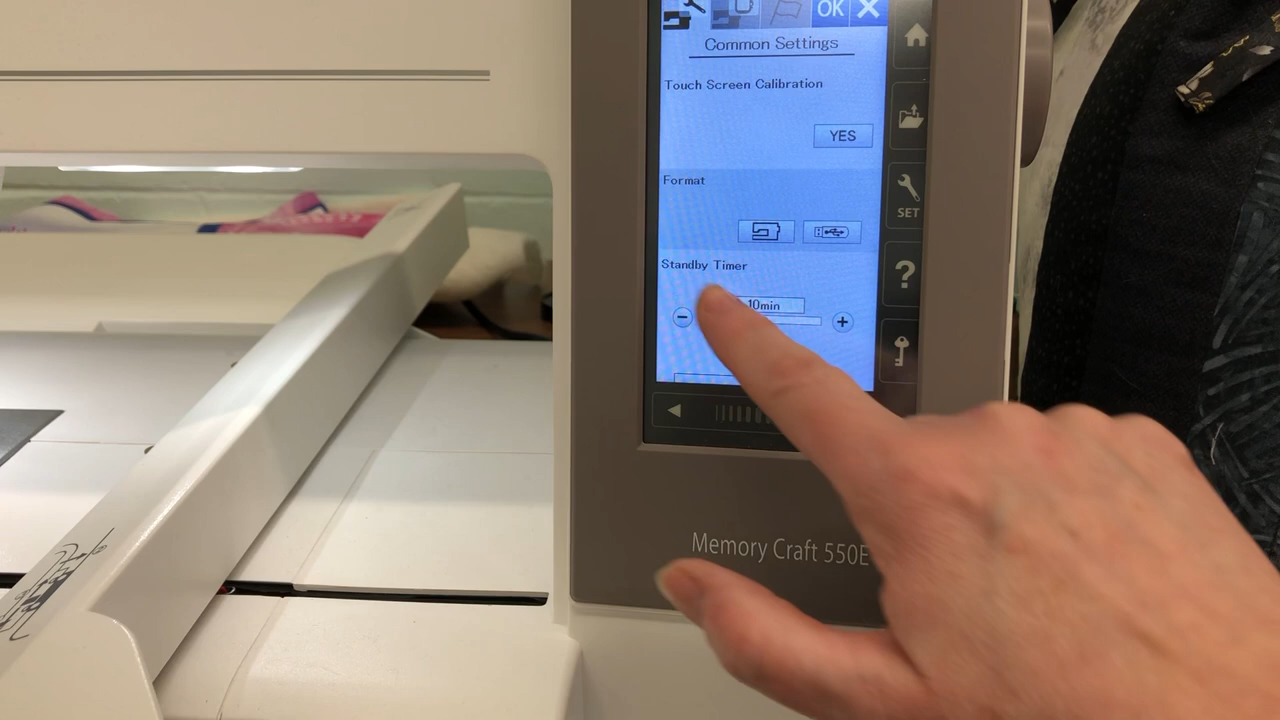 OK X
Common Settings
Touch Screen Calibration
YES
Format
SET
Standby Timer
?
10min
− +
Memory Craft 550E